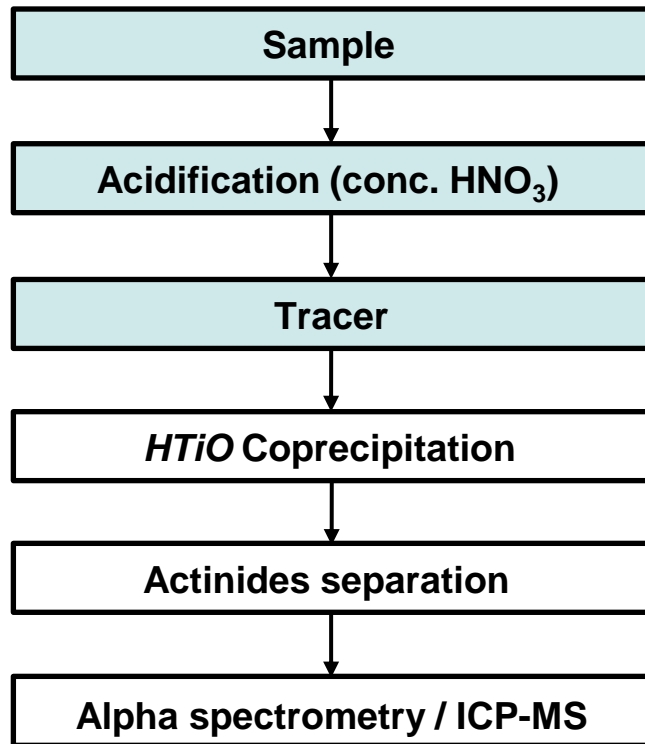 Sample
Acidification (conc. HNO₃)
Tracer
HTiO Coprecipitation
Actinides separation
Alpha spectrometry / ICP-MS